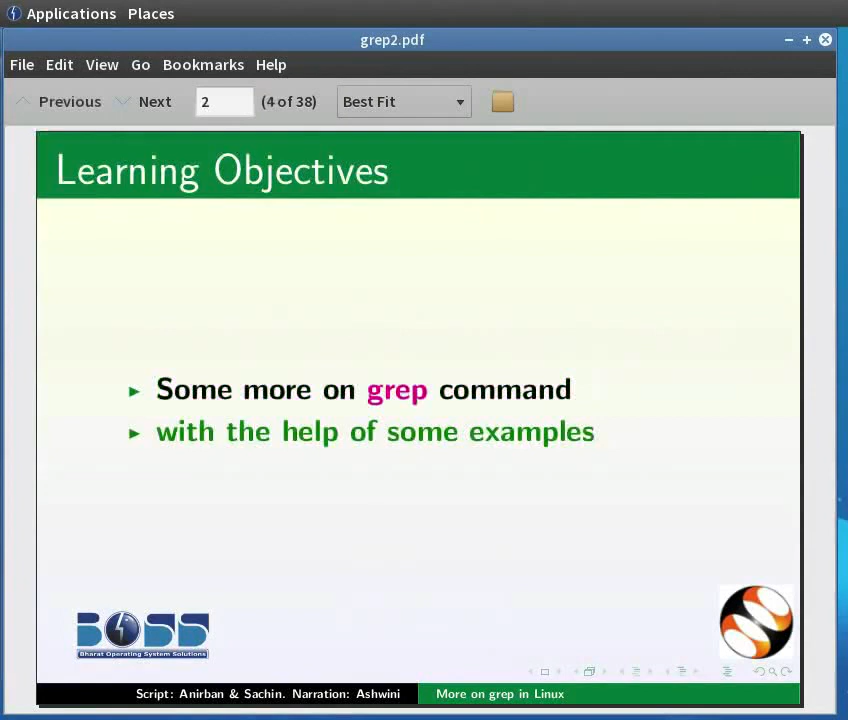 Applications Places
grep2.pdf
File Edit View Go Bookmarks Help
Previous Next 2 (4 of 38) Best Fit
Learning Objectives
Some more on grep command
with the help of some examples
BOSS
Bharat Operating System Solutions
Script: Anirban & Sachin. Narration: Ashwini More on grep in Linux